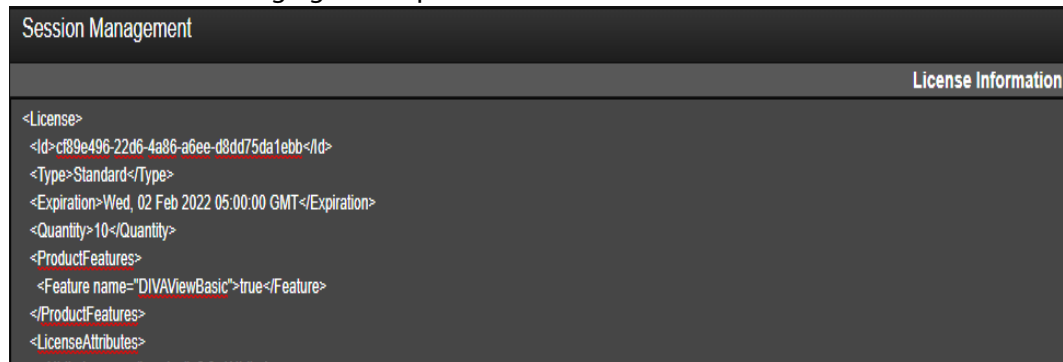 Session Management
License Information
<License>
<Id>cf89e496-22d6-4a86-a6ee-d8dd75da1ebb</Id>
<Type>Standard</Type>
<Expiration>Wed, 02 Feb 2022 05:00:00 GMT</Expiration>
<Quantity>10</Quantity>
<ProductFeatures>
<Feature name="DIVAViewBasic">true</Feature>
</ProductFeatures>
<LicenseAttributes>